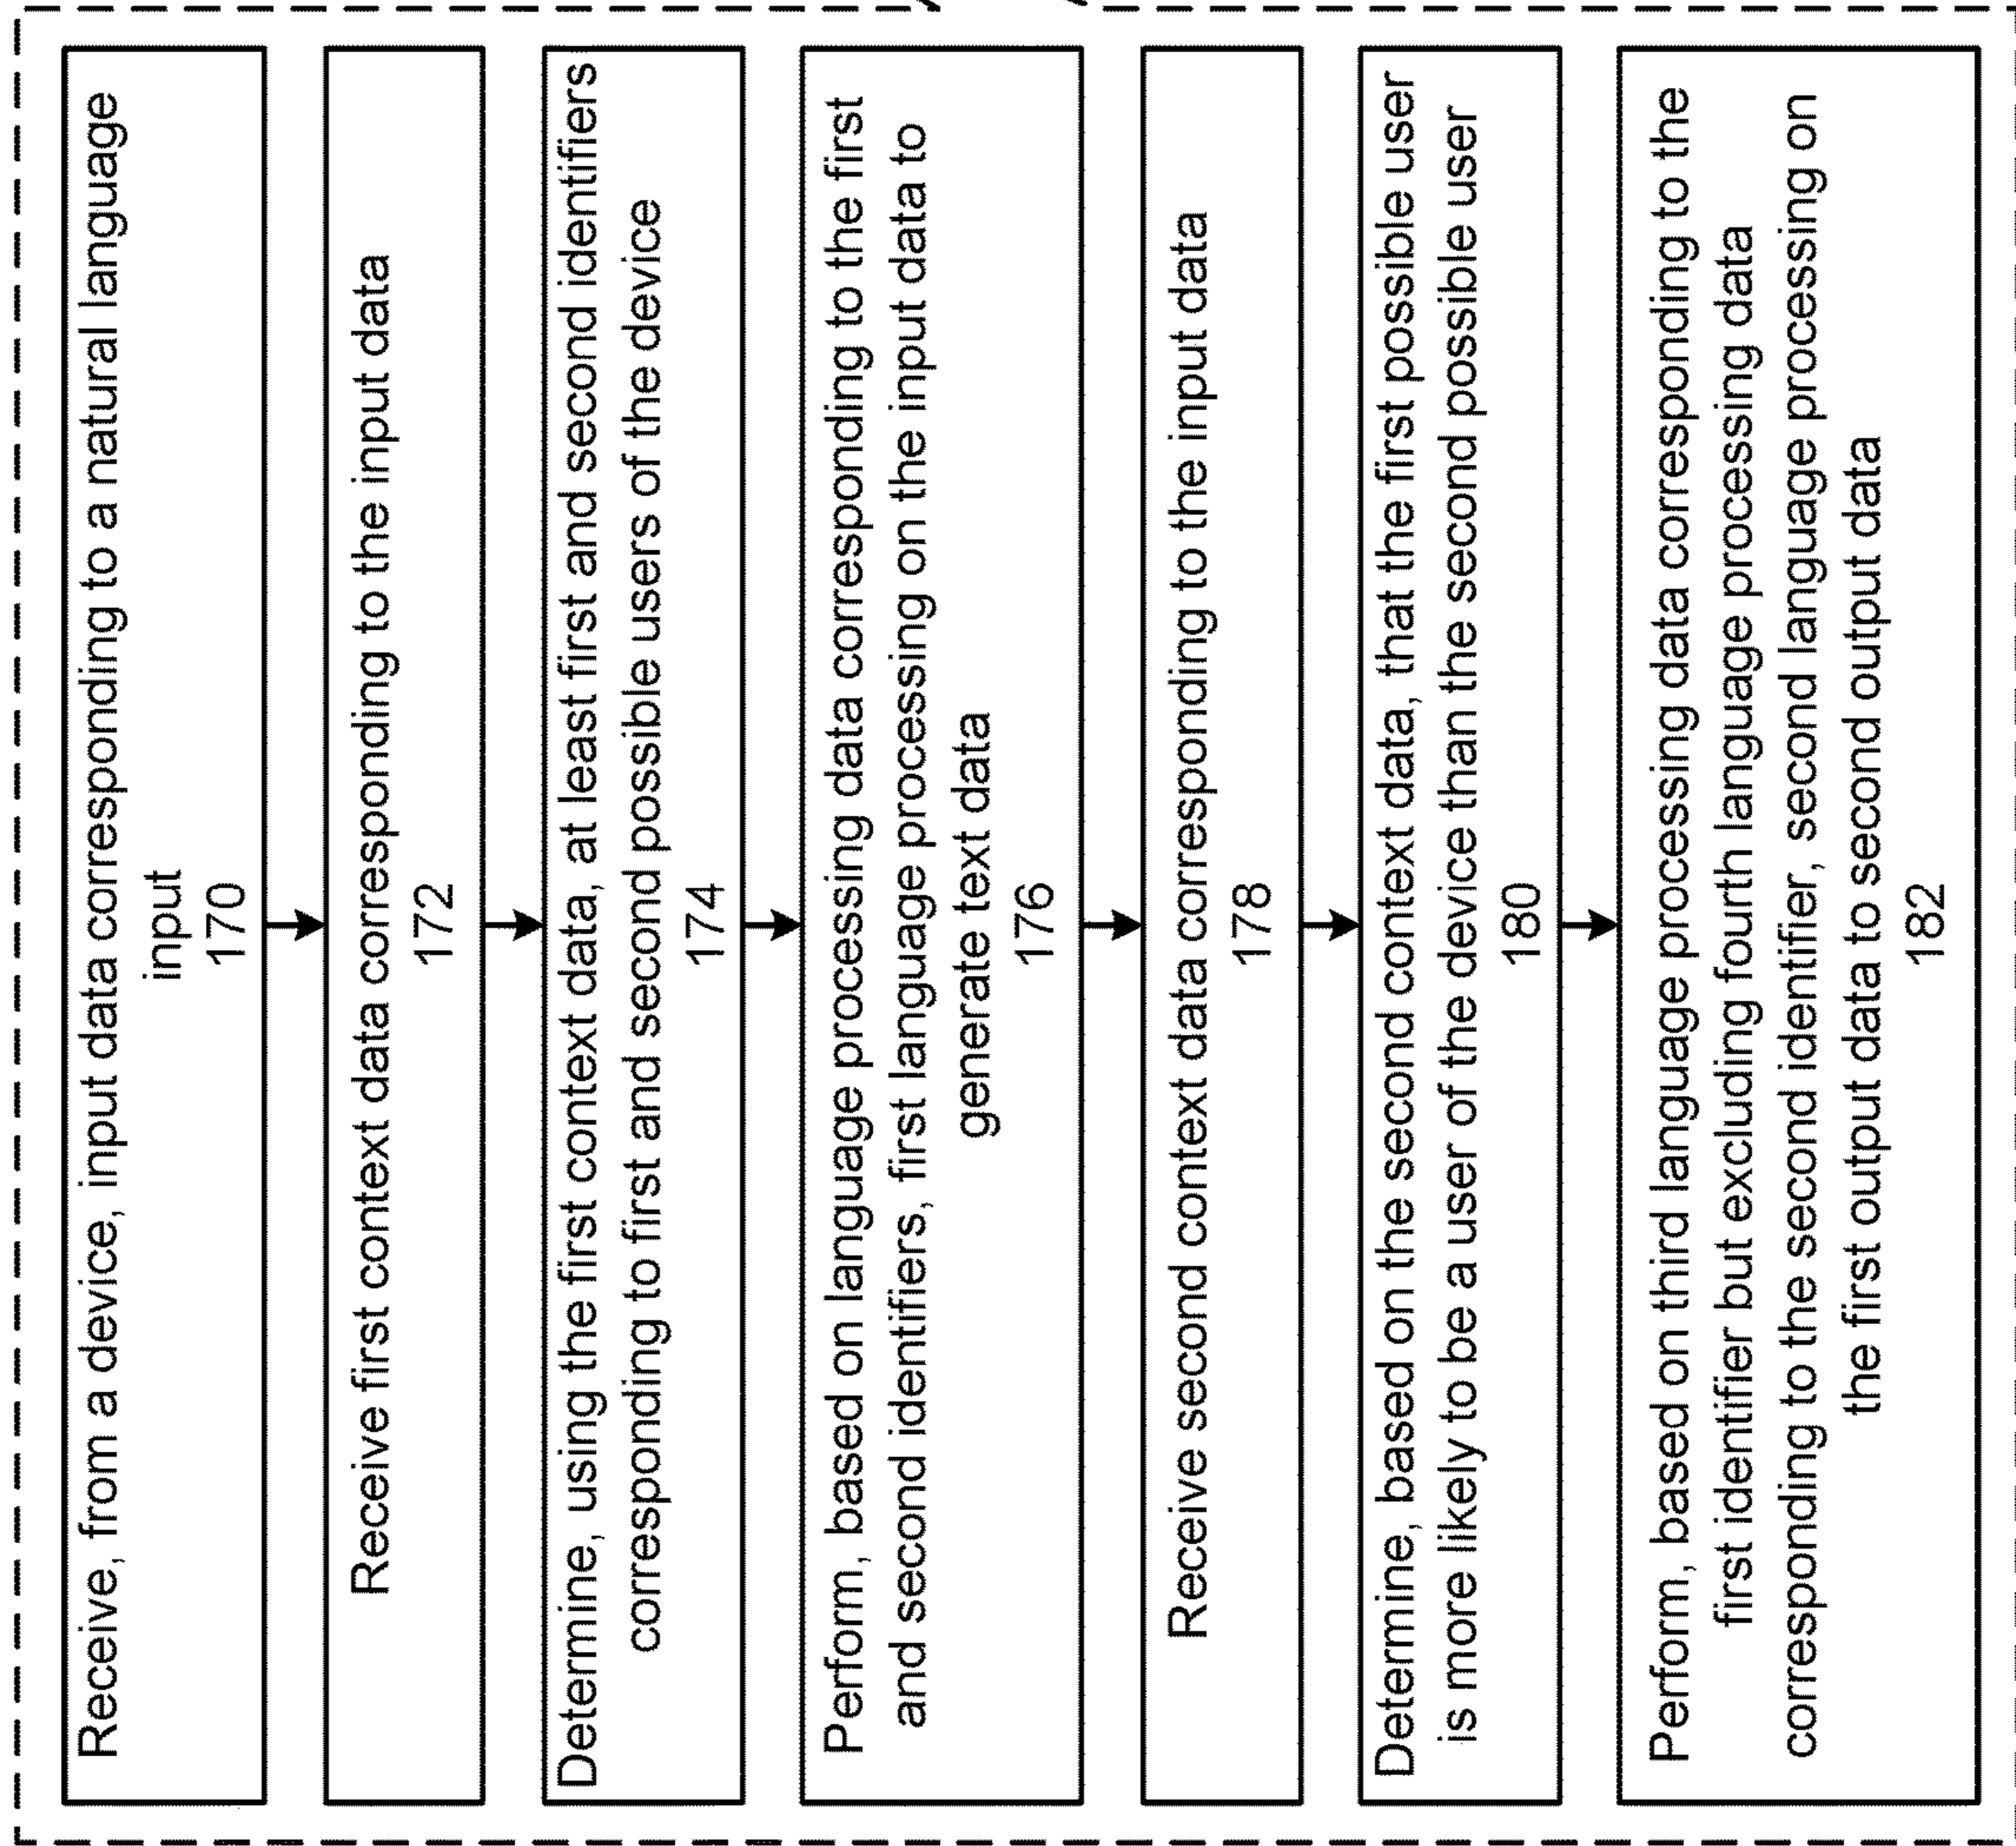 Receive, from a device, input data corresponding to a natural language
input
170
Receive first context data corresponding to the input data
172
Determine, using the first context data, at least first and second identifiers
corresponding to first and second possible users of the device
174
Perform, based on language processing data corresponding to the first
and second identifiers, first language processing on the input data to
generate text data
176
Receive second context data corresponding to the input data
178
Determine, based on the second context data, that the first possible user
is more likely to be a user of the device than the second possible user
180
Perform, based on third language processing data corresponding to the
first identifier but excluding fourth language processing data
corresponding to the second identifier, second language processing on
the first output data to second output data
182